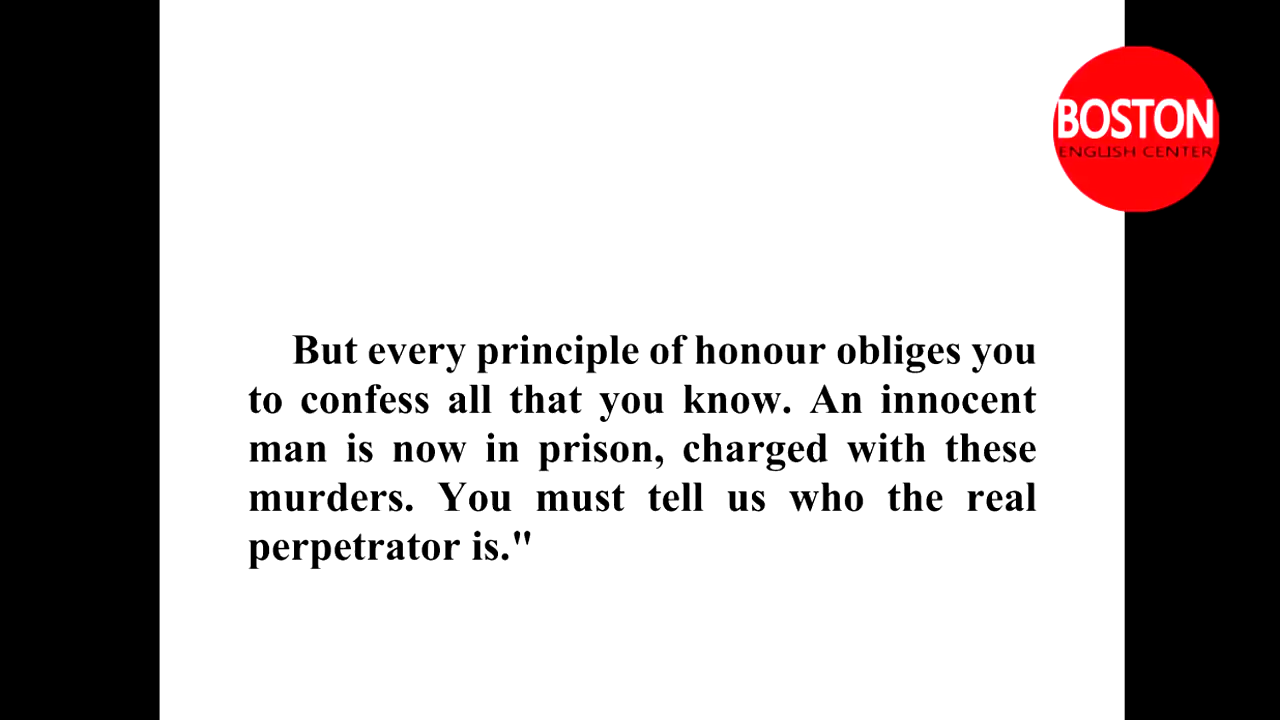 BOSTON
ENGLISH CENTER
But every principle of honour obliges you
to confess all that you know. An innocent
man is now in prison, charged with these
murders. You must tell us who the real
perpetrator is."